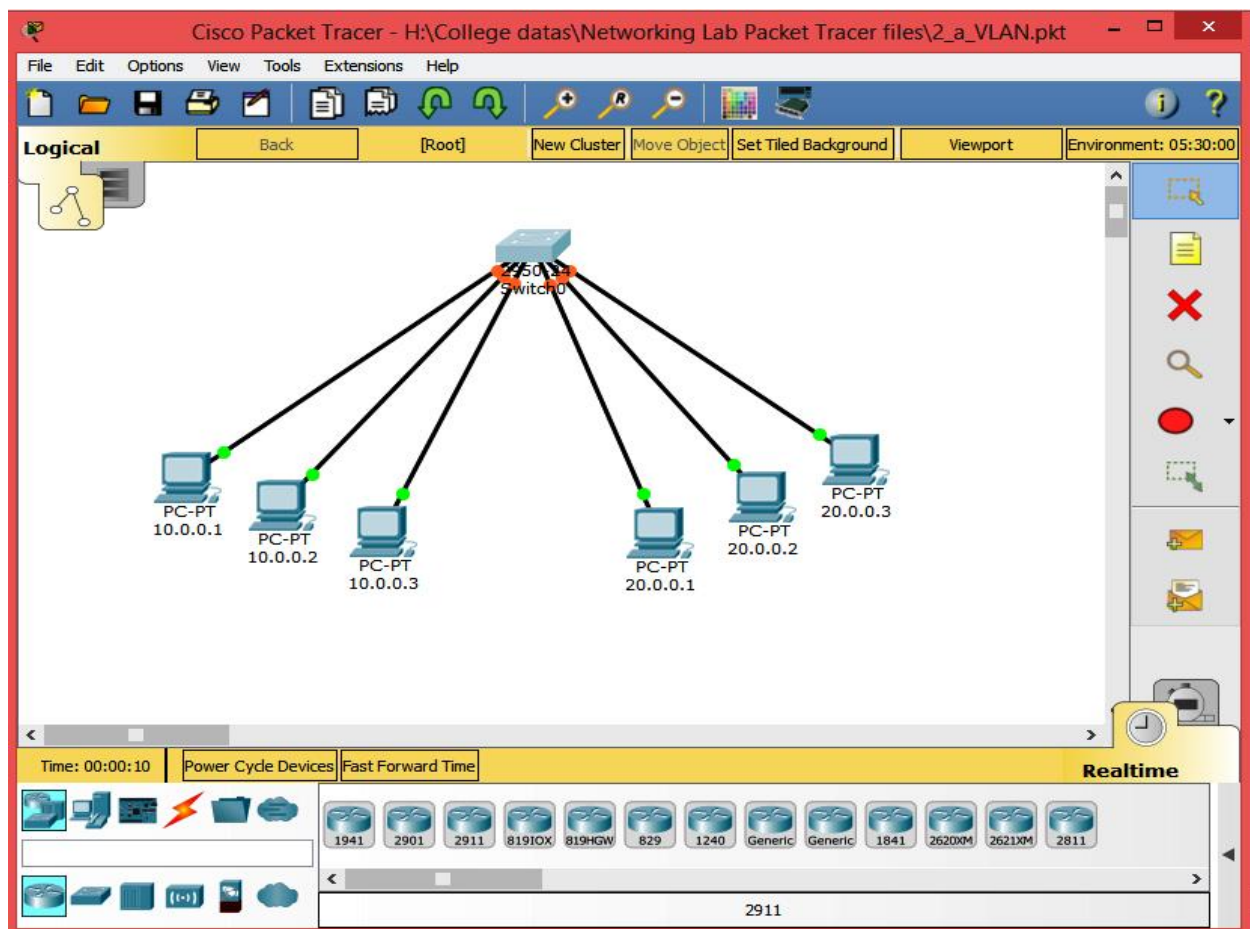 Cisco Packet Tracer - H:\College datas\Networking Lab Packet Tracer files\2_a_VLAN.pkt
File Edit Options View Tools Extensions Help
Logical Back [Root] New Cluster Move Object Set Tiled Background Viewport Environment: 05:30:00
2950-24
Switch0
PC-PT
10.0.0.1
PC-PT
10.0.0.2
PC-PT
10.0.0.3
PC-PT
20.0.0.1
PC-PT
20.0.0.2
PC-PT
20.0.0.3
Time: 00:00:10 Power Cycle Devices Fast Forward Time Realtime
1941 2901 2911 819IOX 819HGW 829 1240 Generic Generic 1841 2620XM 2621XM 2811
2911